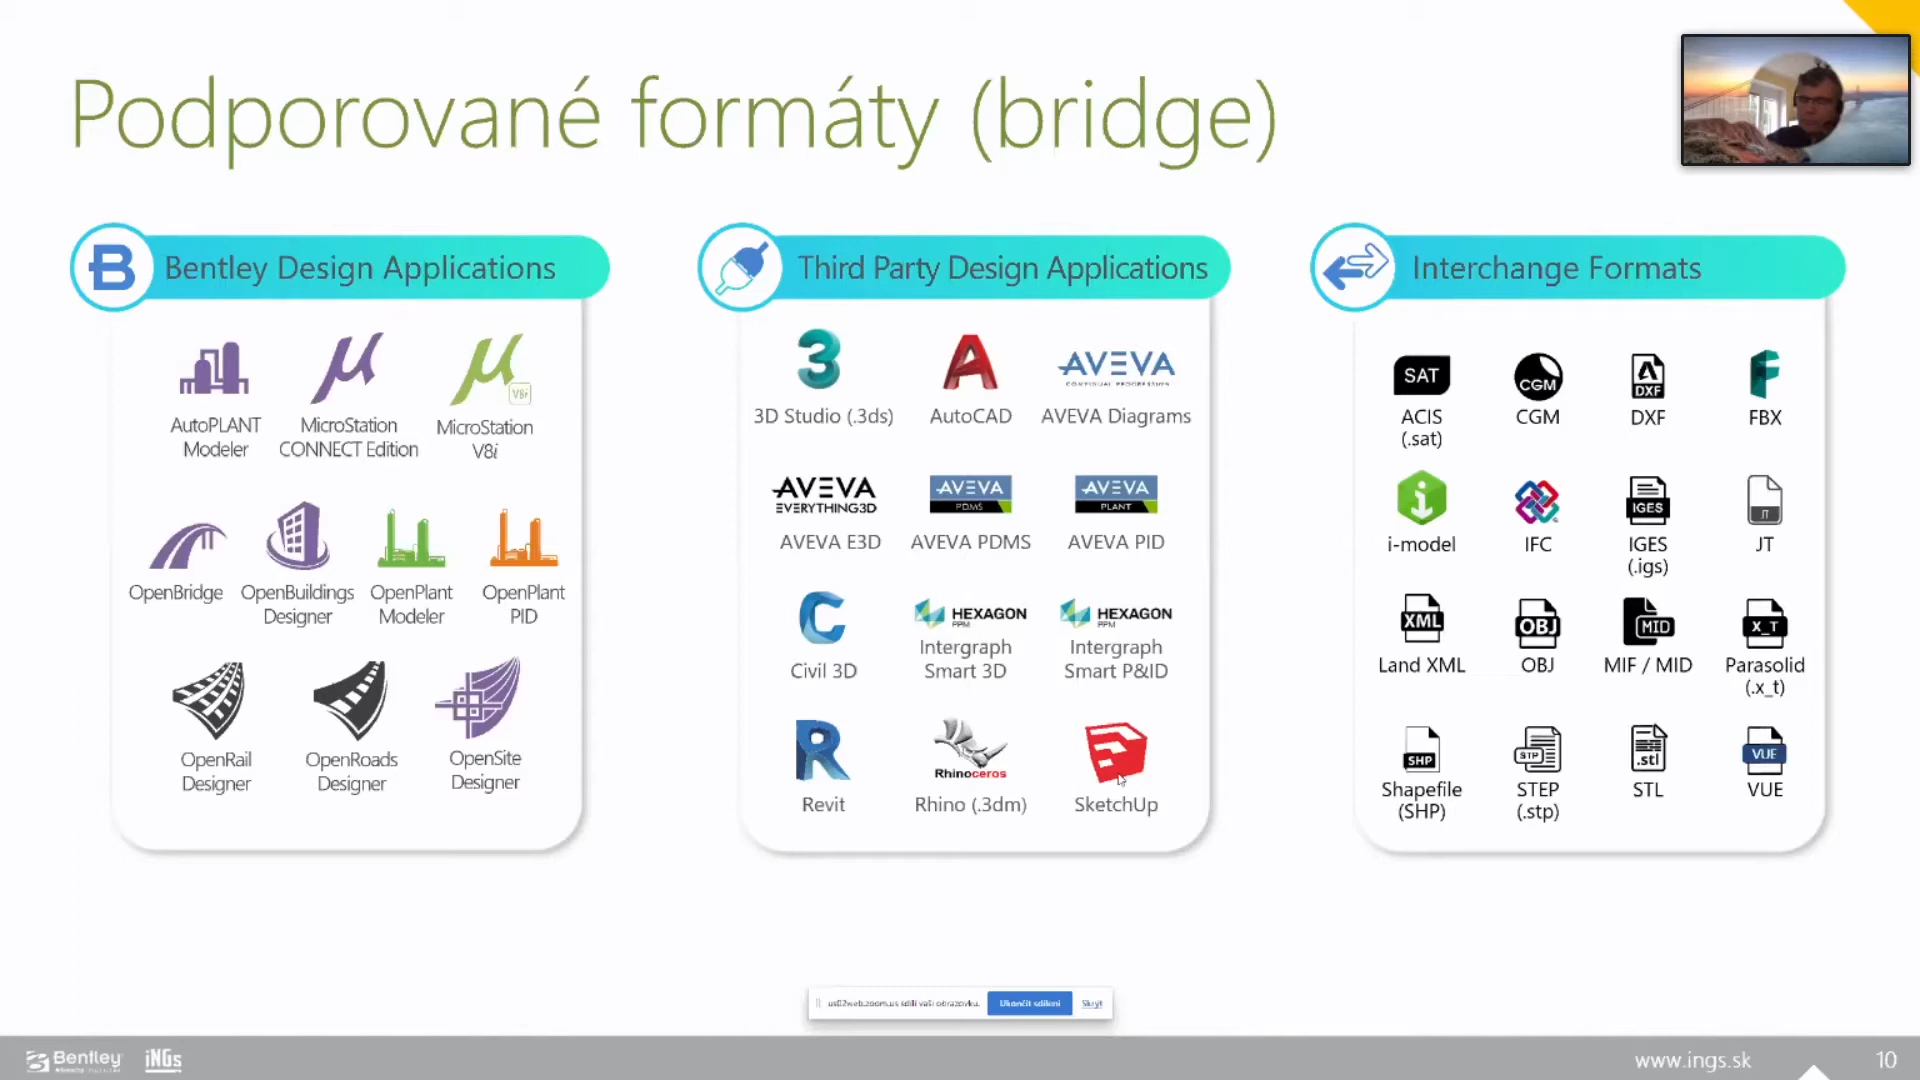 Podporované formáty (bridge)
B Bentley Design Applications
AutoPLANT
Modeler
MicroStation
CONNECT Edition
V8i
MicroStation
V8i
OpenBridge
OpenBuildings
Designer
OpenPlant
Modeler
OpenPlant
PID
OpenRail
Designer
OpenRoads
Designer
OpenSite
Designer
Third Party Design Applications
3
3D Studio (.3ds)
A
AutoCAD
AVEVA
AVEVA Diagrams
AVEVA
EVERYTHING3D
AVEVA E3D
AVEVA
PDMS
AVEVA PDMS
AVEVA
PLANT
AVEVA PID
C
Civil 3D
HEXAGON
PPM
Intergraph
Smart 3D
HEXAGON
PPM
Intergraph
Smart P&ID
R
Revit
Rhinoceros
Rhino (.3dm)
SketchUp
Interchange Formats
SAT
ACIS
(.sat)
CGM
CGM
DXF
DXF
F
FBX
i-model
IFC
IGES
IGES
(.igs)
JT
JT
XML
Land XML
OBJ
OBJ
MID
MIF / MID
X_T
Parasolid
(.x_t)
SHP
Shapefile
(SHP)
STP
STEP
(.stp)
.stl
STL
VUE
VUE
us02web.zoom.us sdílí vaši obrazovku.
Ukončit sdílení
Skrýt
Bentley
iNGs
www.ings.sk
10